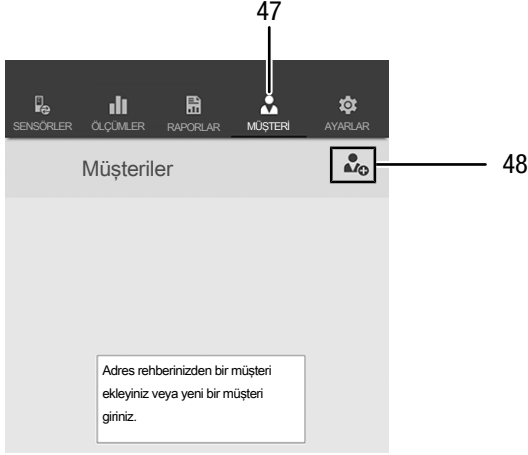 47
SENSÖRLER ÖLÇÜMLER RAPORLAR MÜŞTERİ AYARLAR
Müşteriler
48
Adres rehberinizden bir müşteri
ekleyiniz veya yeni bir müşteri
giriniz.